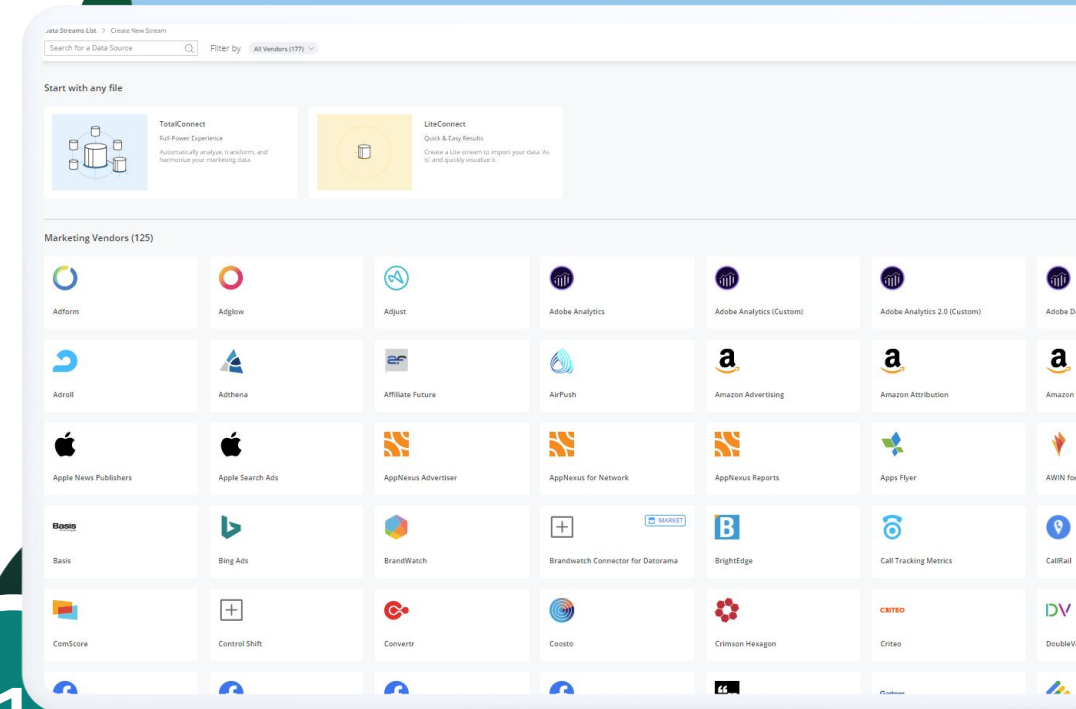 Data Streams List > Create New Stream
Search for a Data Source
Filter by All Vendors (177)
Start with any file
TotalConnect
Full-Power Experience
Automatically analyze, transform, and
harmonize your marketing data
LiteConnect
Quick & Easy Results
Create a Lite stream to import your data 'As
is' and quickly visualize it
Marketing Vendors (125)
Adform
Adglow
Adjust
Adobe Analytics
Adobe Analytics (Custom)
Adobe Analytics 2.0 (Custom)
Adobe D
Adroll
Adthena
Affiliate Future
AirPush
Amazon Advertising
Amazon Attribution
Amazon
Apple News Publishers
Apple Search Ads
AppNexus Advertiser
AppNexus for Network
AppNexus Reports
Apps Flyer
AWIN for
Basis
MARKET
Basis
Bing Ads
BrandWatch
Brandwatch Connector for Datorama
BrightEdge
Call Tracking Metrics
CallRail
CRITEO
DV
ComScore
Control Shift
Convertr
Coosto
Crimson Hexagon
Criteo
DoubleV
Gartner
1